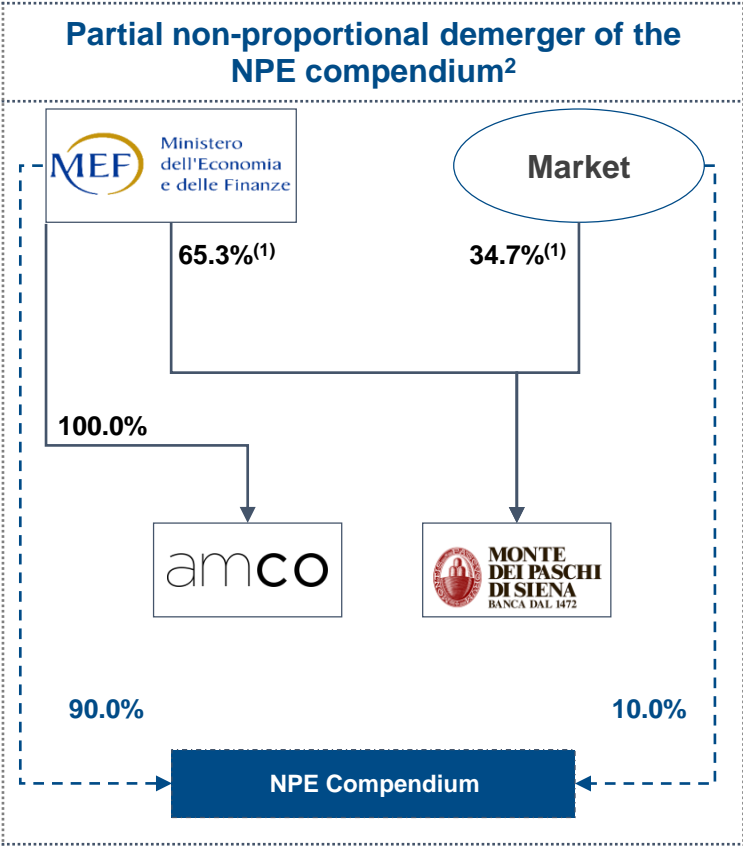 Partial non-proportional demerger of the
NPE compendium²
MEF
Ministero
dell'Economia
e delle Finanze
Market
65.3%⁽¹⁾
34.7%⁽¹⁾
100.0%
amco
MONTE
DEI PASCHI
DI SIENA
BANCA DAL 1472
90.0%
10.0%
NPE Compendium